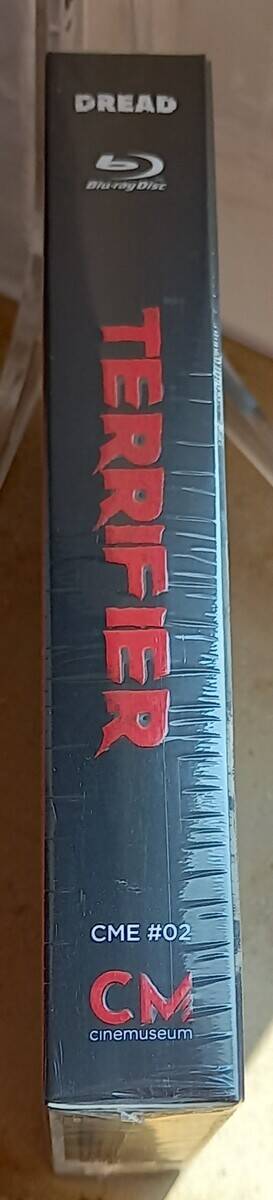 DREAD
Blu-ray Disc
TERRIFIER
CME #02
CM
cinemuseum